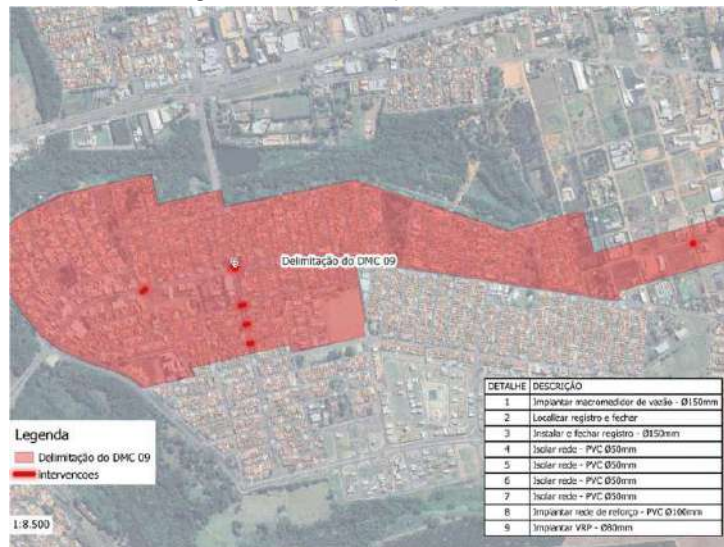 Delimitação do DMC 09
DETALHE DESCRIÇÃO
1 Implantar macromedidor de vazão - Ø150mm
2 Localizar registro e fechar
3 Instalar e fechar registro - Ø150mm
4 Isolar rede - PVC Ø50mm
5 Isolar rede - PVC Ø50mm
6 Isolar rede - PVC Ø50mm
7 Isolar rede - PVC Ø50mm
8 Implantar rede de reforço - PVC Ø100mm
9 Implantar VRP - Ø80mm
Legenda
Delimitação do DMC 09
Intervencoes
1:8.500